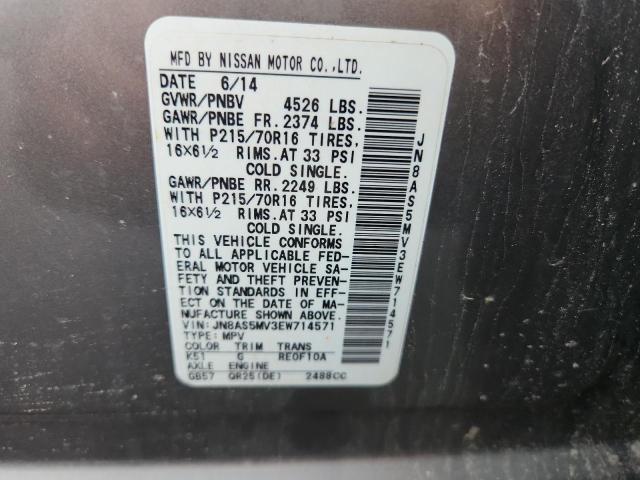 MFD BY NISSAN MOTOR CO.,LTD.
DATE 6/14
GVWR/PNBV 4526 LBS.
GAWR/PNBE FR. 2374 LBS.
WITH P215/70R16 TIRES,
16×6½ RIMS.AT 33 PSI
COLD SINGLE.
GAWR/PNBE RR. 2249 LBS.
WITH P215/70R16 TIRES,
16×6½ RIMS.AT 33 PSI
COLD SINGLE.
THIS VEHICLE CONFORMS
TO ALL APPLICABLE FED-
ERAL MOTOR VEHICLE SA-
FETY AND THEFT PREVEN-
TION STANDARDS IN EFF-
ECT ON THE DATE OF MA-
NUFACTURE SHOWN ABOVE.
VIN: JN8AS5MV3EW714571
TYPE: MPV
COLOR TRIM TRANS
K51 G RE0F10A
AXLE ENGINE
GB57 QR25(DE) 2488CC
JN8AS5MV3EW714571